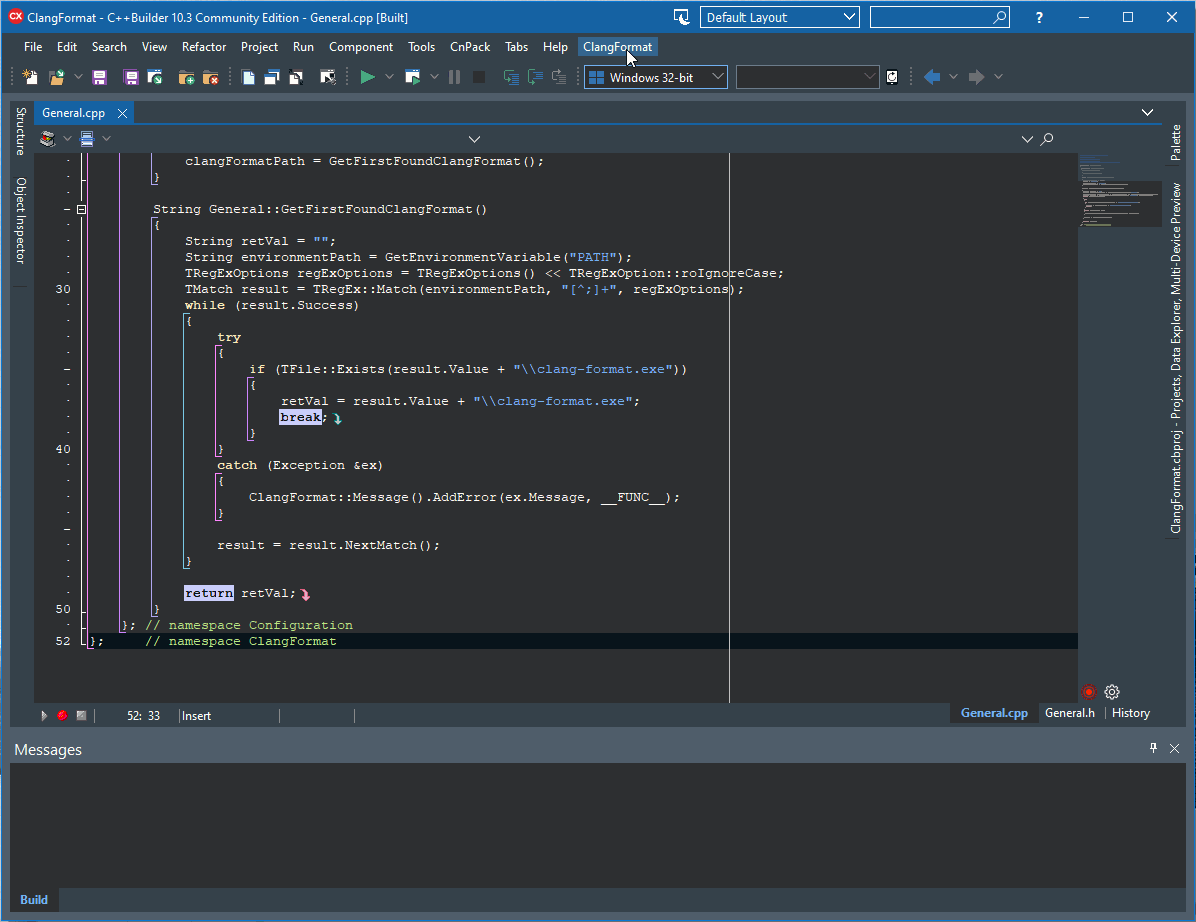 ClangFormat - C++Builder 10.3 Community Edition - General.cpp [Built]
Default Layout
?
File Edit Search View Refactor Project Run Component Tools CnPack Tabs Help ClangFormat
Windows 32-bit
Structure
Object Inspector
General.cpp
clangFormatPath = GetFirstFoundClangFormat();
}
String General::GetFirstFoundClangFormat()
{
String retVal = "";
String environmentPath = GetEnvironmentVariable("PATH");
TRegExOptions regExOptions = TRegExOptions() << TRegExOption::roIgnoreCase;
30 TMatch result = TRegEx::Match(environmentPath, "[^;]+", regExOptions);
while (result.Success)
{
try
{
if (TFile::Exists(result.Value + "\\clang-format.exe"))
{
retVal = result.Value + "\\clang-format.exe";
break;
}
40 }
catch (Exception &ex)
{
ClangFormat::Message().AddError(ex.Message, __FUNC__);
}
result = result.NextMatch();
}
return retVal;
50 }
}; // namespace Configuration
52 }; // namespace ClangFormat
Palette
ClangFormat.cbproj - Projects, Data Explorer, Multi-Device Preview
52: 33 Insert
General.cpp General.h History
Messages
Build